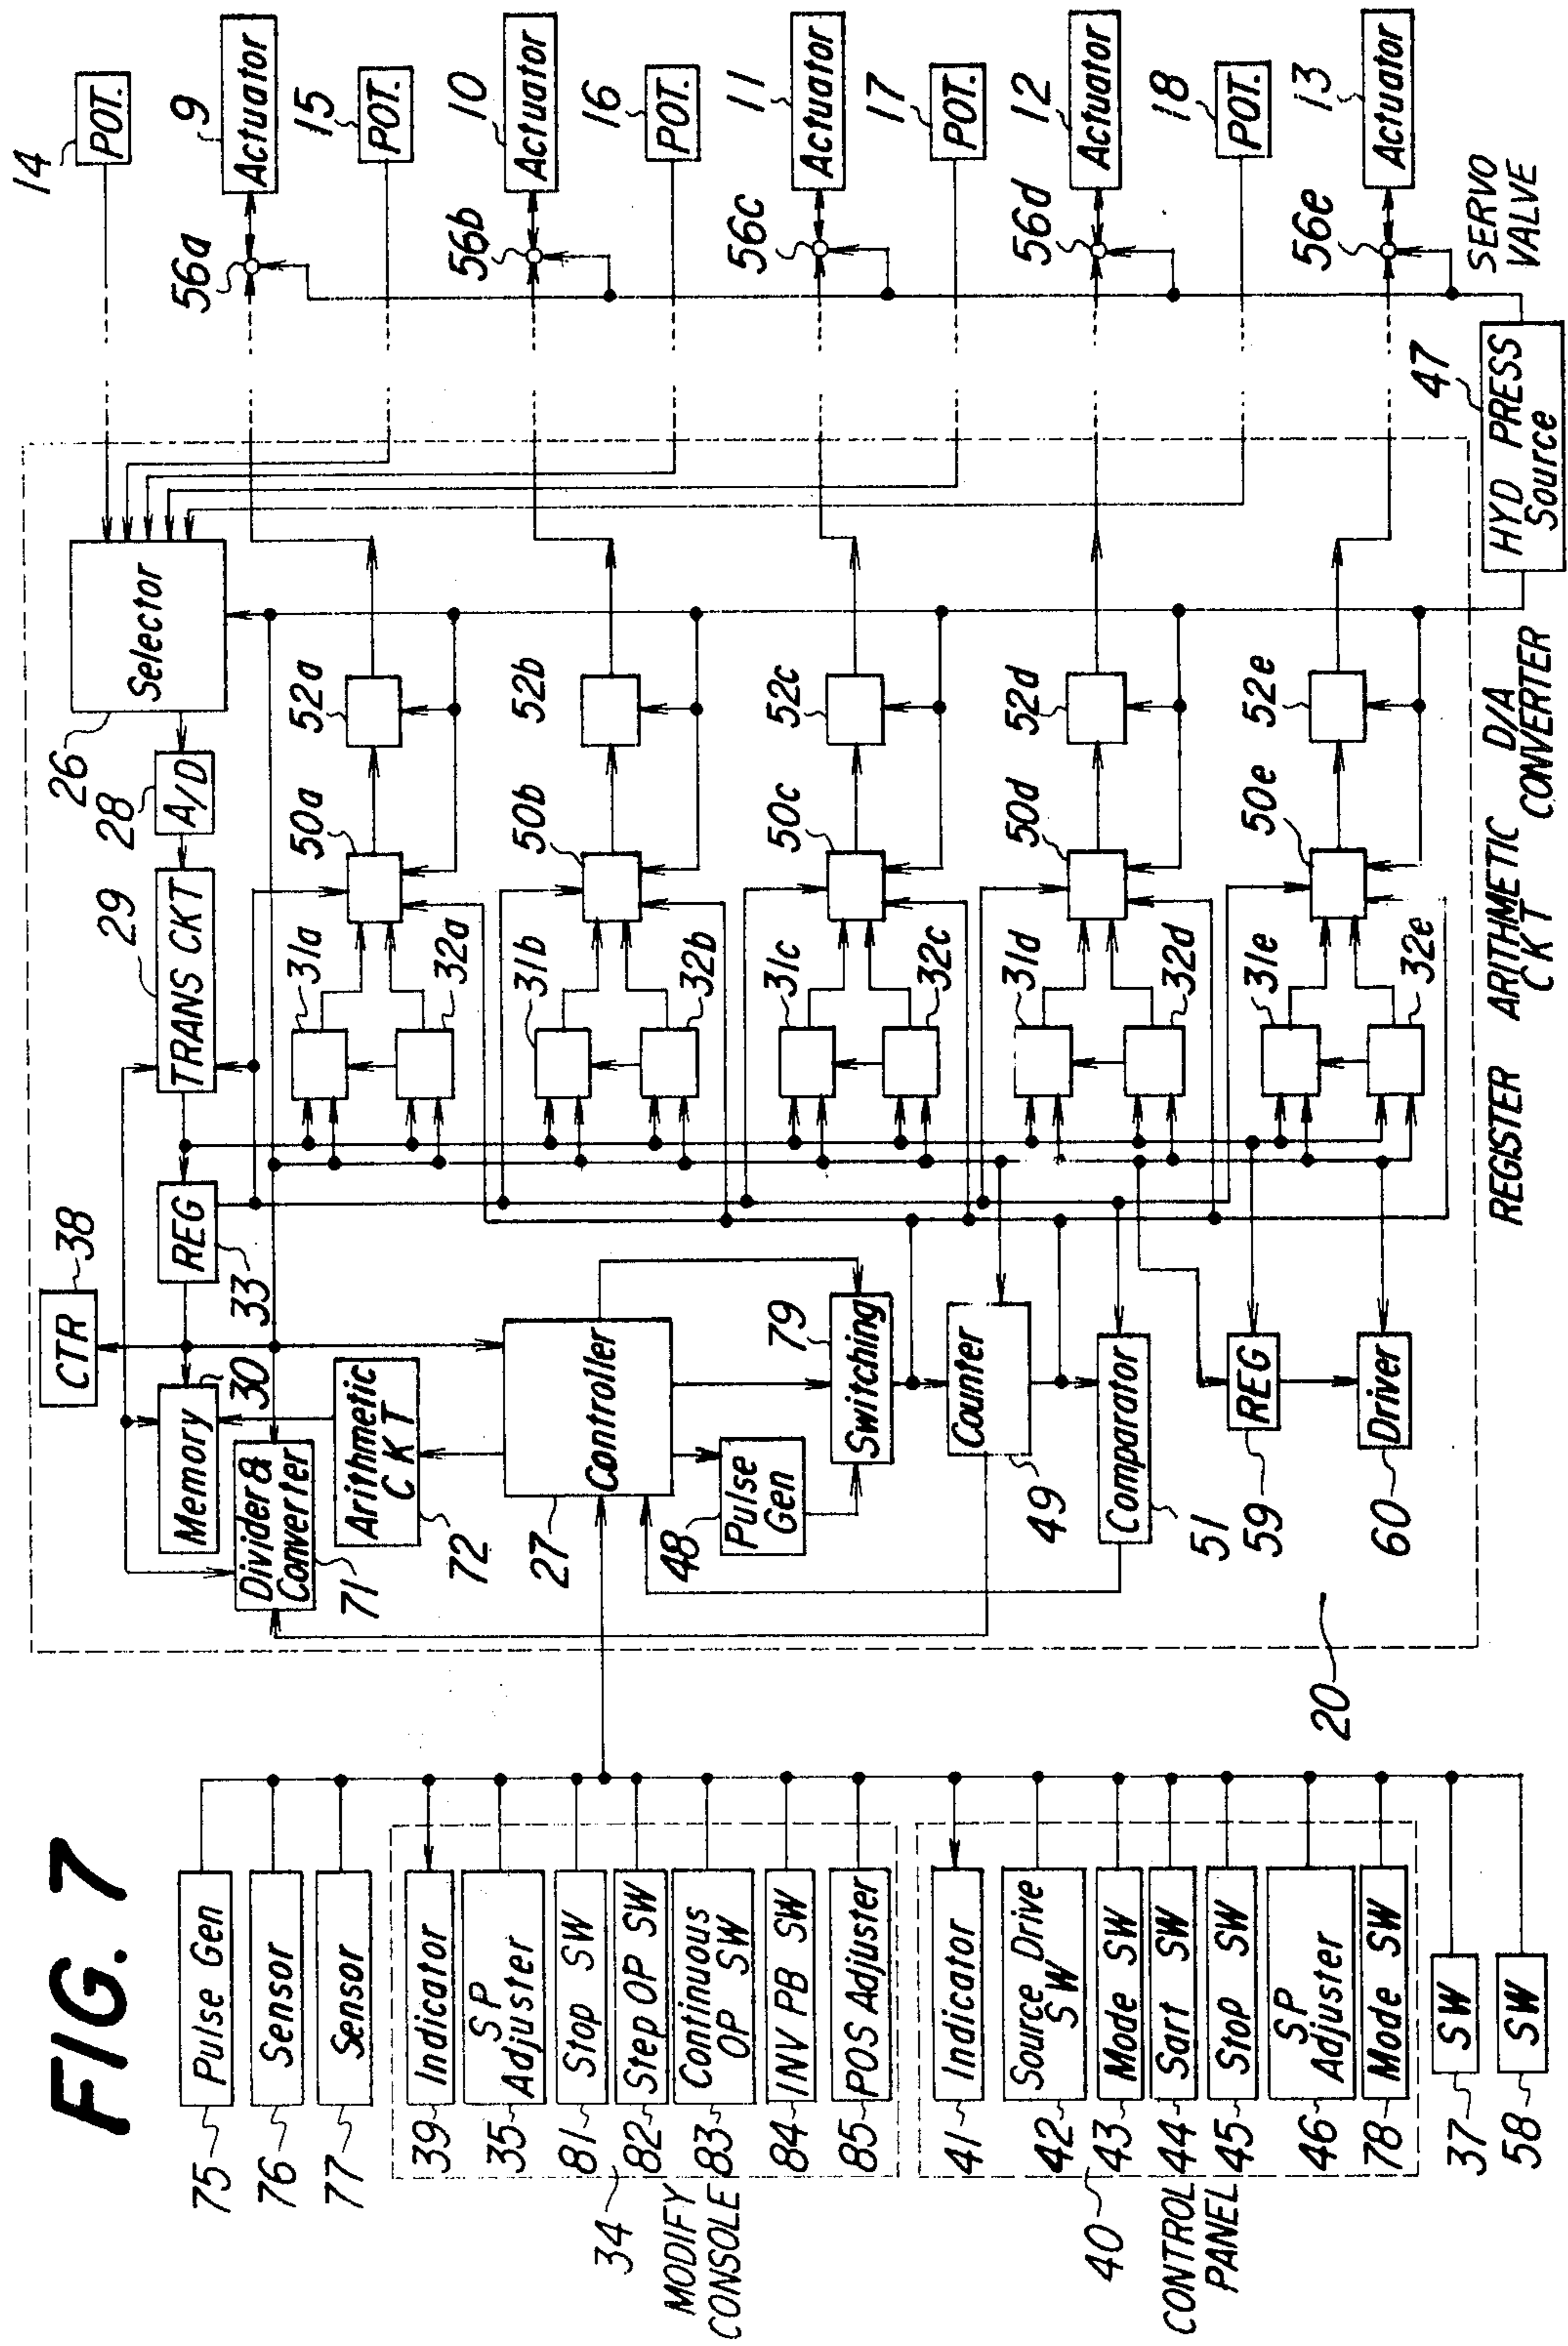 FIG. 7
75
Pulse Gen
76
Sensor
77
Sensor
39
Indicator
35
SP
Adjuster
81
Stop SW
82
Step OP SW
83
Continuous
OP SW
84
INV PB SW
85
POS Adjuster
34
MODIFY
CONSOLE
41
Indicator
42
Source Drive
SW
43
Mode SW
44
Sart SW
45
Stop SW
46
SP
Adjuster
78
Mode SW
40
CONTROL
PANEL
37
SW
58
SW
20
CTR
38
Memory
30
Divider &
Converter
71
Arithmetic
CKT
72
REG
33
27
Controller
48
Pulse
Gen
79
Switching
Counter
49
Comparator
51
REG
59
Driver
60
TRANS CKT
29
A/D
28
Selector
26
31a
32a
50a
52a
31b
32b
50b
52b
31c
32c
50c
52c
31d
32d
50d
52d
31e
32e
50e
52e
REGISTER
ARITHMETIC
CKT
D/A
CONVERTER
HYD PRESS
Source
47
SERVO
VALVE
14
POT.
56a
9
Actuator
15
POT.
56b
10
Actuator
16
POT.
56c
11
Actuator
17
POT.
56d
12
Actuator
18
POT.
56e
13
Actuator